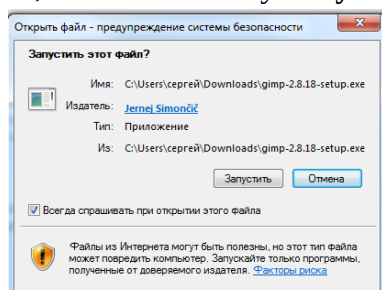 Открыть файл - предупреждение системы безопасности
Запустить этот файл?
Имя: C:\Users\сергей\Downloads\gimp-2.8.18-setup.exe
Издатель: Jernej Simončič
Тип: Приложение
Из: C:\Users\сергей\Downloads\gimp-2.8.18-setup.exe
Запустить Отмена
Всегда спрашивать при открытии этого файла
Файлы из Интернета могут быть полезны, но этот тип файла
может повредить компьютер. Запускайте только программы,
полученные от доверяемого издателя. Факторы риска